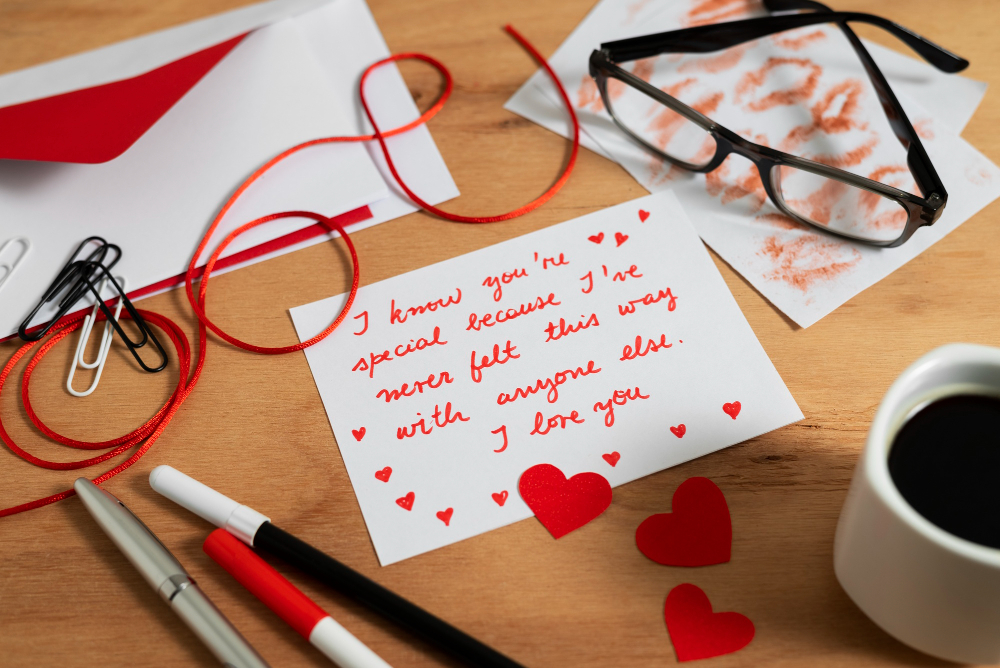 I know you're
special because I've
never felt this way
with anyone else.
I love you